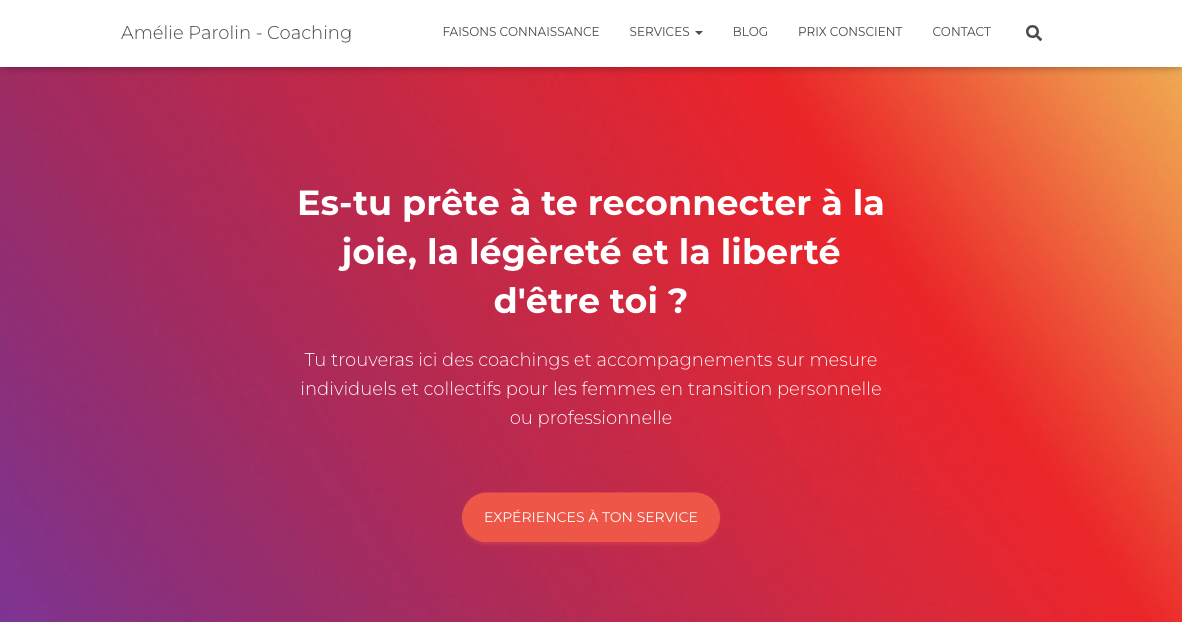 Amélie Parolin - Coaching
FAISONS CONNAISSANCE
SERVICES
BLOG
PRIX CONSCIENT
CONTACT
Es-tu prête à te reconnecter à la
joie, la légèreté et la liberté
d'être toi ?
Tu trouveras ici des coachings et accompagnements sur mesure
individuels et collectifs pour les femmes en transition personnelle
ou professionnelle
EXPÉRIENCES À TON SERVICE